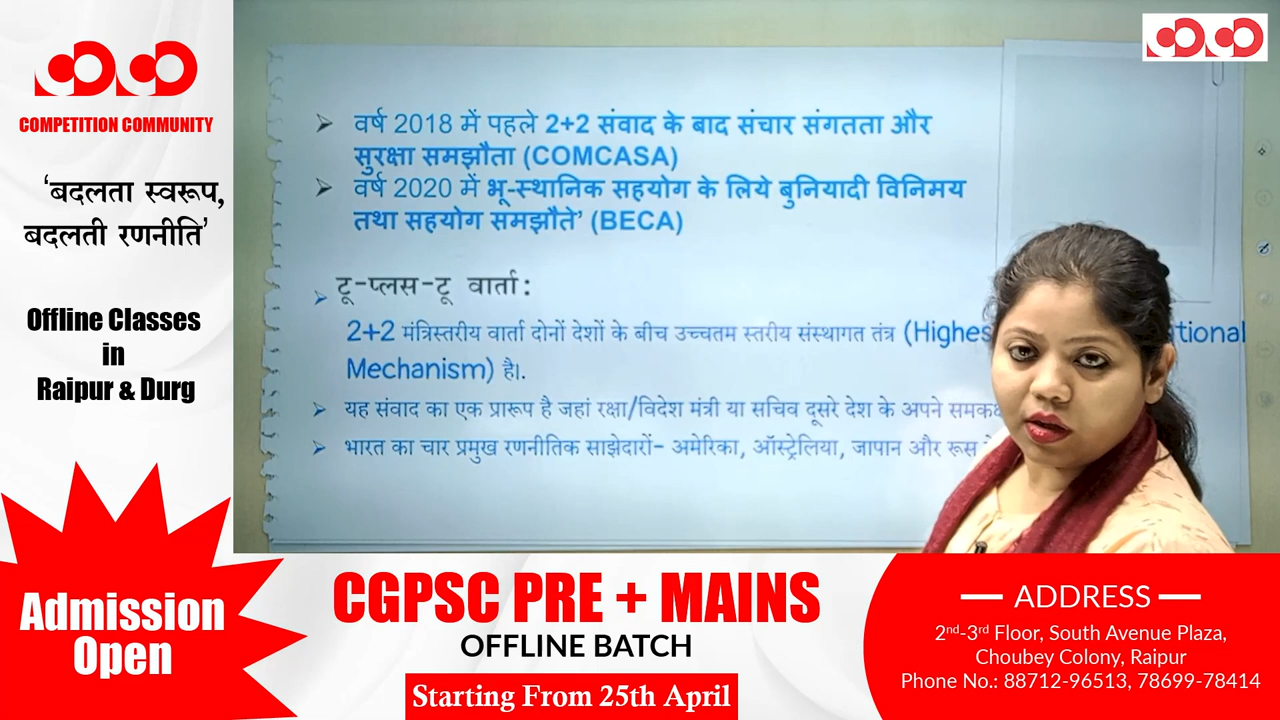 COMPETITION COMMUNITY
‘बदलता स्वरूप,
बदलती रणनीति’
Offline Classes
in
Raipur & Durg
Admission
Open
वर्ष 2018 में पहले 2+2 संवाद के बाद संचार संगतता और
सुरक्षा समझौता (COMCASA)
वर्ष 2020 में भू-स्थानिक सहयोग के लिये बुनियादी विनिमय
तथा सहयोग समझौते’ (BECA)
टू-प्लस-टू वार्ता:
2+2 मंत्रिस्तरीय वार्ता दोनों देशों के बीच उच्चतम स्तरीय संस्थागत तंत्र
Mechanism) है।.
यह संवाद का एक प्रारूप है जहां रक्षा/विदेश मंत्री या सचिव दूसरे देश के अपने
भारत का चार प्रमुख रणनीतिक साझेदारों- अमेरिका, ऑस्ट्रेलिया, जापान और रूस
CGPSC PRE + MAINS
OFFLINE BATCH
Starting From 25th April
ADDRESS
2nd-3rd Floor, South Avenue Plaza,
Choubey Colony, Raipur
Phone No.: 88712-96513, 78699-78414